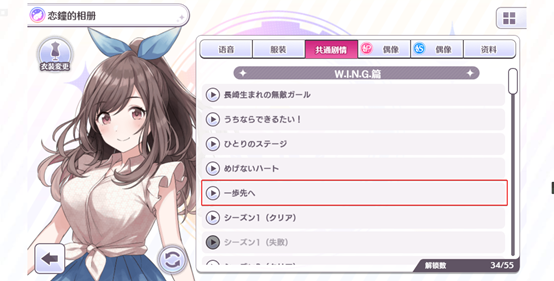 恋鐘的相册
衣裝變更
语音
服装
共通剧情
偶像
偶像
资料
W.I.N.G.篇
長崎生まれの無敵ガール
うちならできるたい！
ひとりのステージ
めげないハート
一歩先へ
シーズン1（クリア）
シーズン1（失敗）
解锁数 34/55